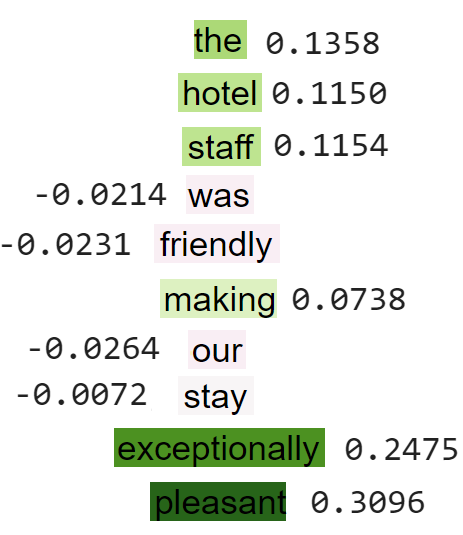 the 0.1358
hotel 0.1150
staff 0.1154
-0.0214 was
-0.0231 friendly
making 0.0738
-0.0264 our
-0.0072 stay
exceptionally 0.2475
pleasant 0.3096